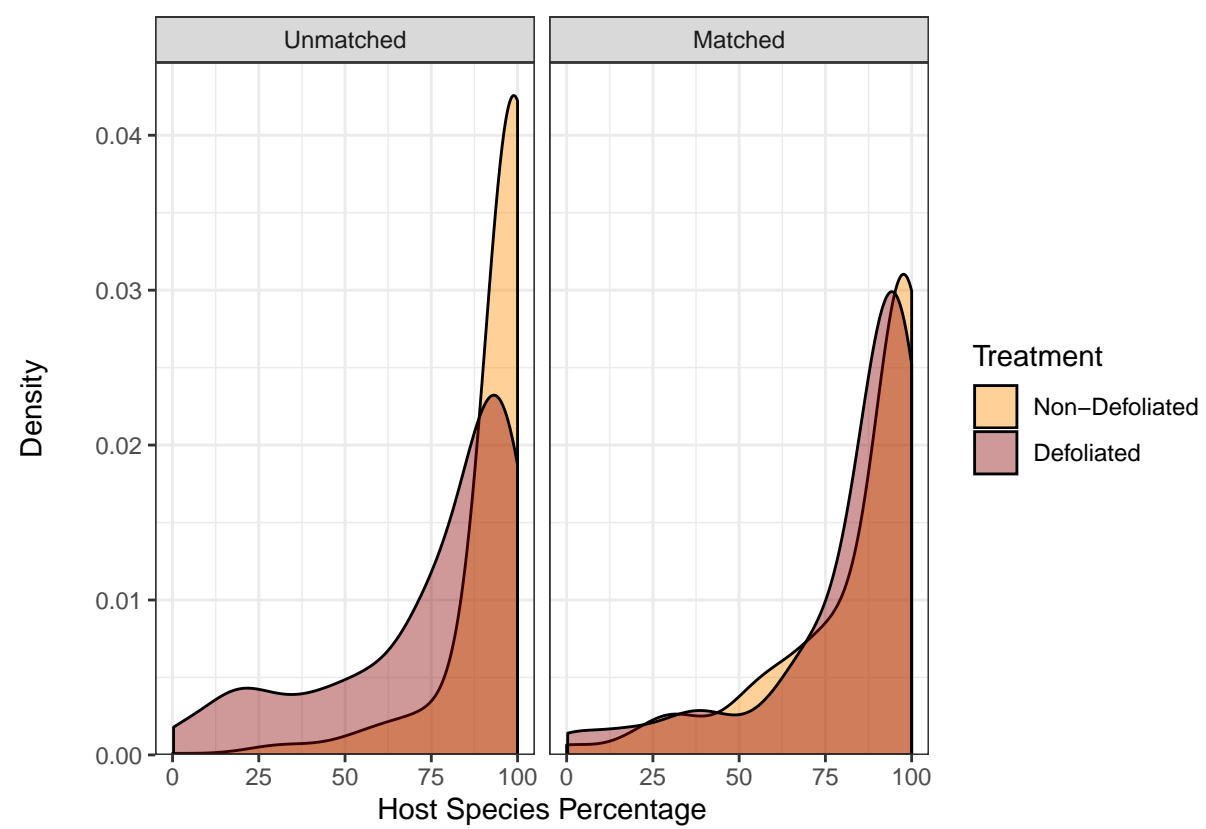 Unmatched Matched
0.04
0.03
0.02
0.01
0.00
Density
0 25 50 75 100 0 25 50 75 100
Host Species Percentage
Treatment
Non−Defoliated
Defoliated